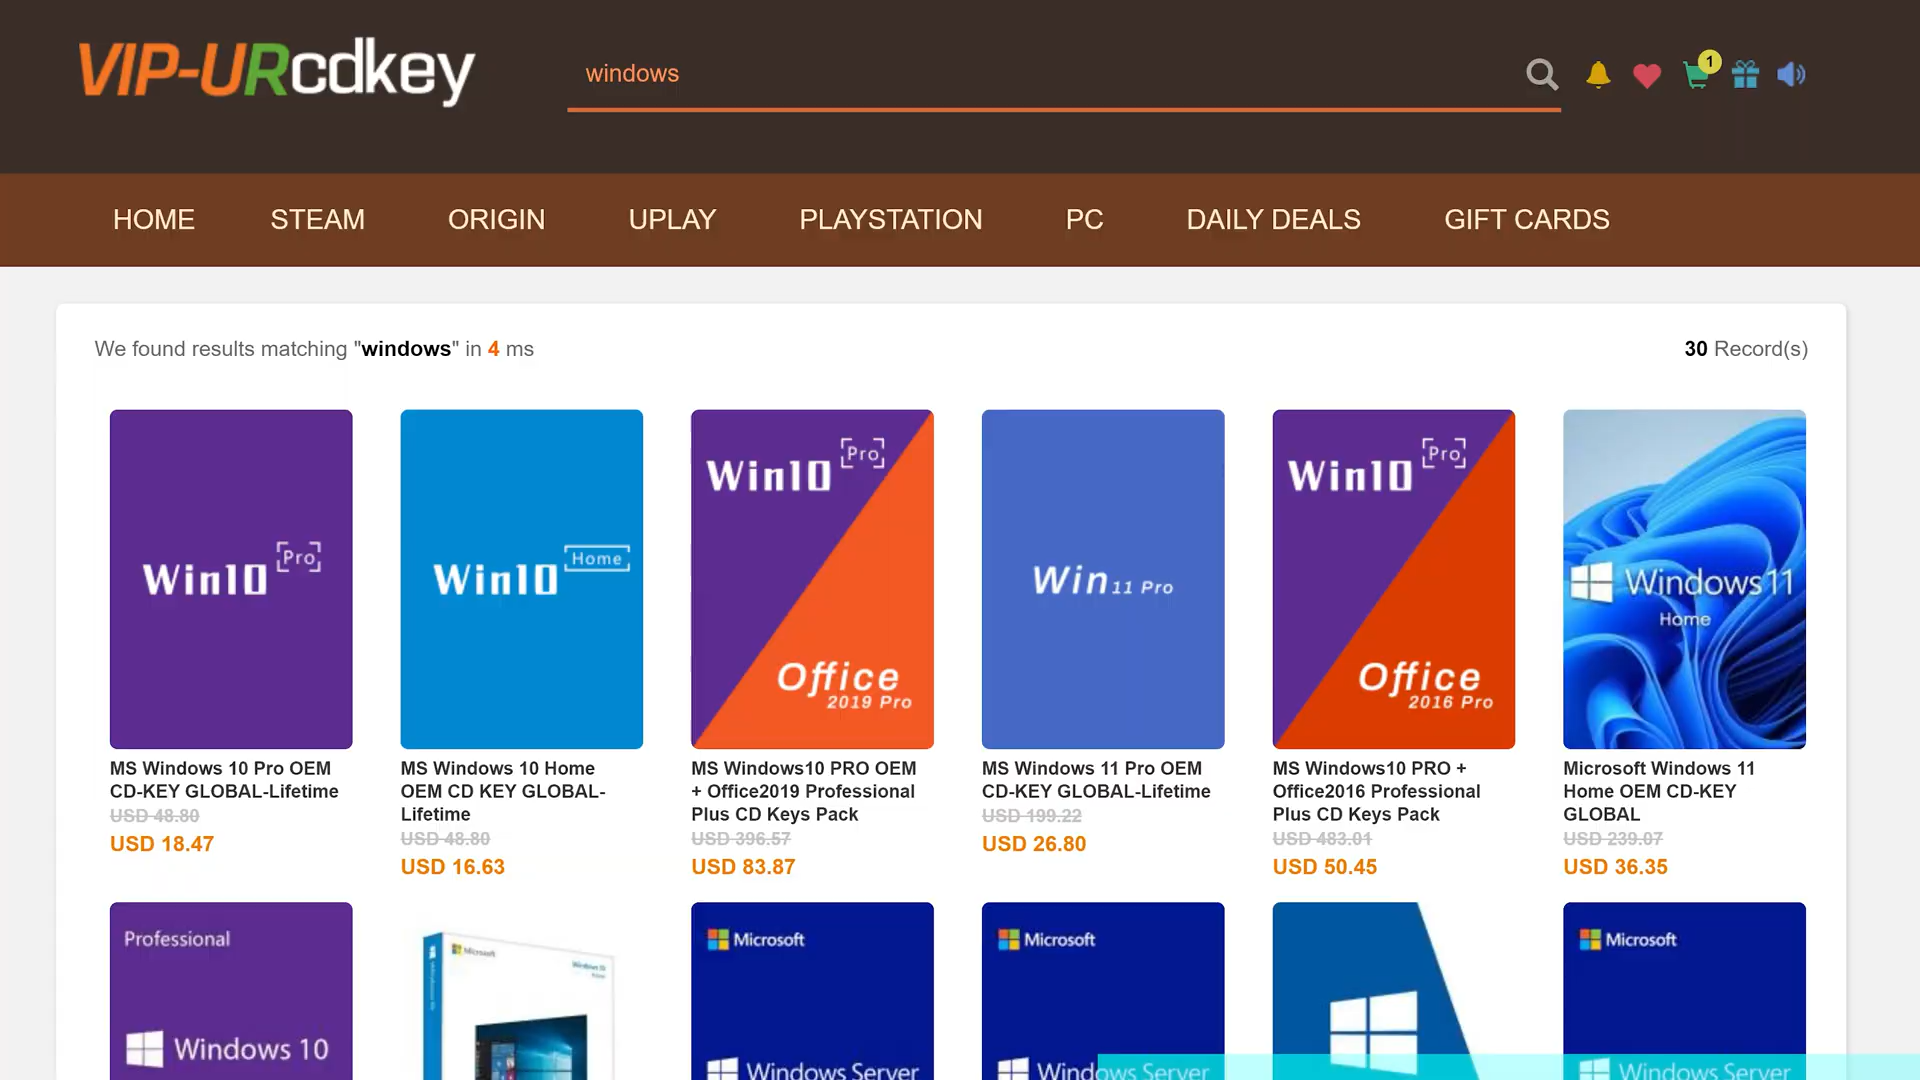 VIP-URcdkey
windows
1
HOME STEAM ORIGIN UPLAY PLAYSTATION PC DAILY DEALS GIFT CARDS
We found results matching "windows" in 4 ms
30 Record(s)
Win10 [Pro]
MS Windows 10 Pro OEM
CD-KEY GLOBAL-Lifetime
USD 48.80
USD 18.47
Win10 [Home]
MS Windows 10 Home
OEM CD KEY GLOBAL-
Lifetime
USD 48.80
USD 16.63
Win10 [Pro]
Office
2019 Pro
MS Windows10 PRO OEM
+ Office2019 Professional
Plus CD Keys Pack
USD 396.57
USD 83.87
Win 11 Pro
MS Windows 11 Pro OEM
CD-KEY GLOBAL-Lifetime
USD 199.22
USD 26.80
Win10 [Pro]
Office
2016 Pro
MS Windows10 PRO +
Office2016 Professional
Plus CD Keys Pack
USD 483.01
USD 50.45
Windows 11
Home
Microsoft Windows 11
Home OEM CD-KEY
GLOBAL
USD 239.07
USD 36.35
Professional
Windows 10
Microsoft
Windows 10
Microsoft
Windows Server
Microsoft
Windows Server
Microsoft
Windows Server